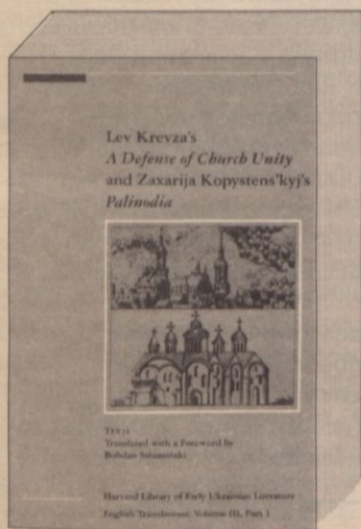 Lev Krevza's
A Defense of Church Unity
and Zaxarija Kopystens'kyj's
Palinodia
TEXTS
Translated with a Foreword by
Bohdan Strumiński
Harvard Library of Early Ukrainian Literature
English Translations: Volume III, Part 1